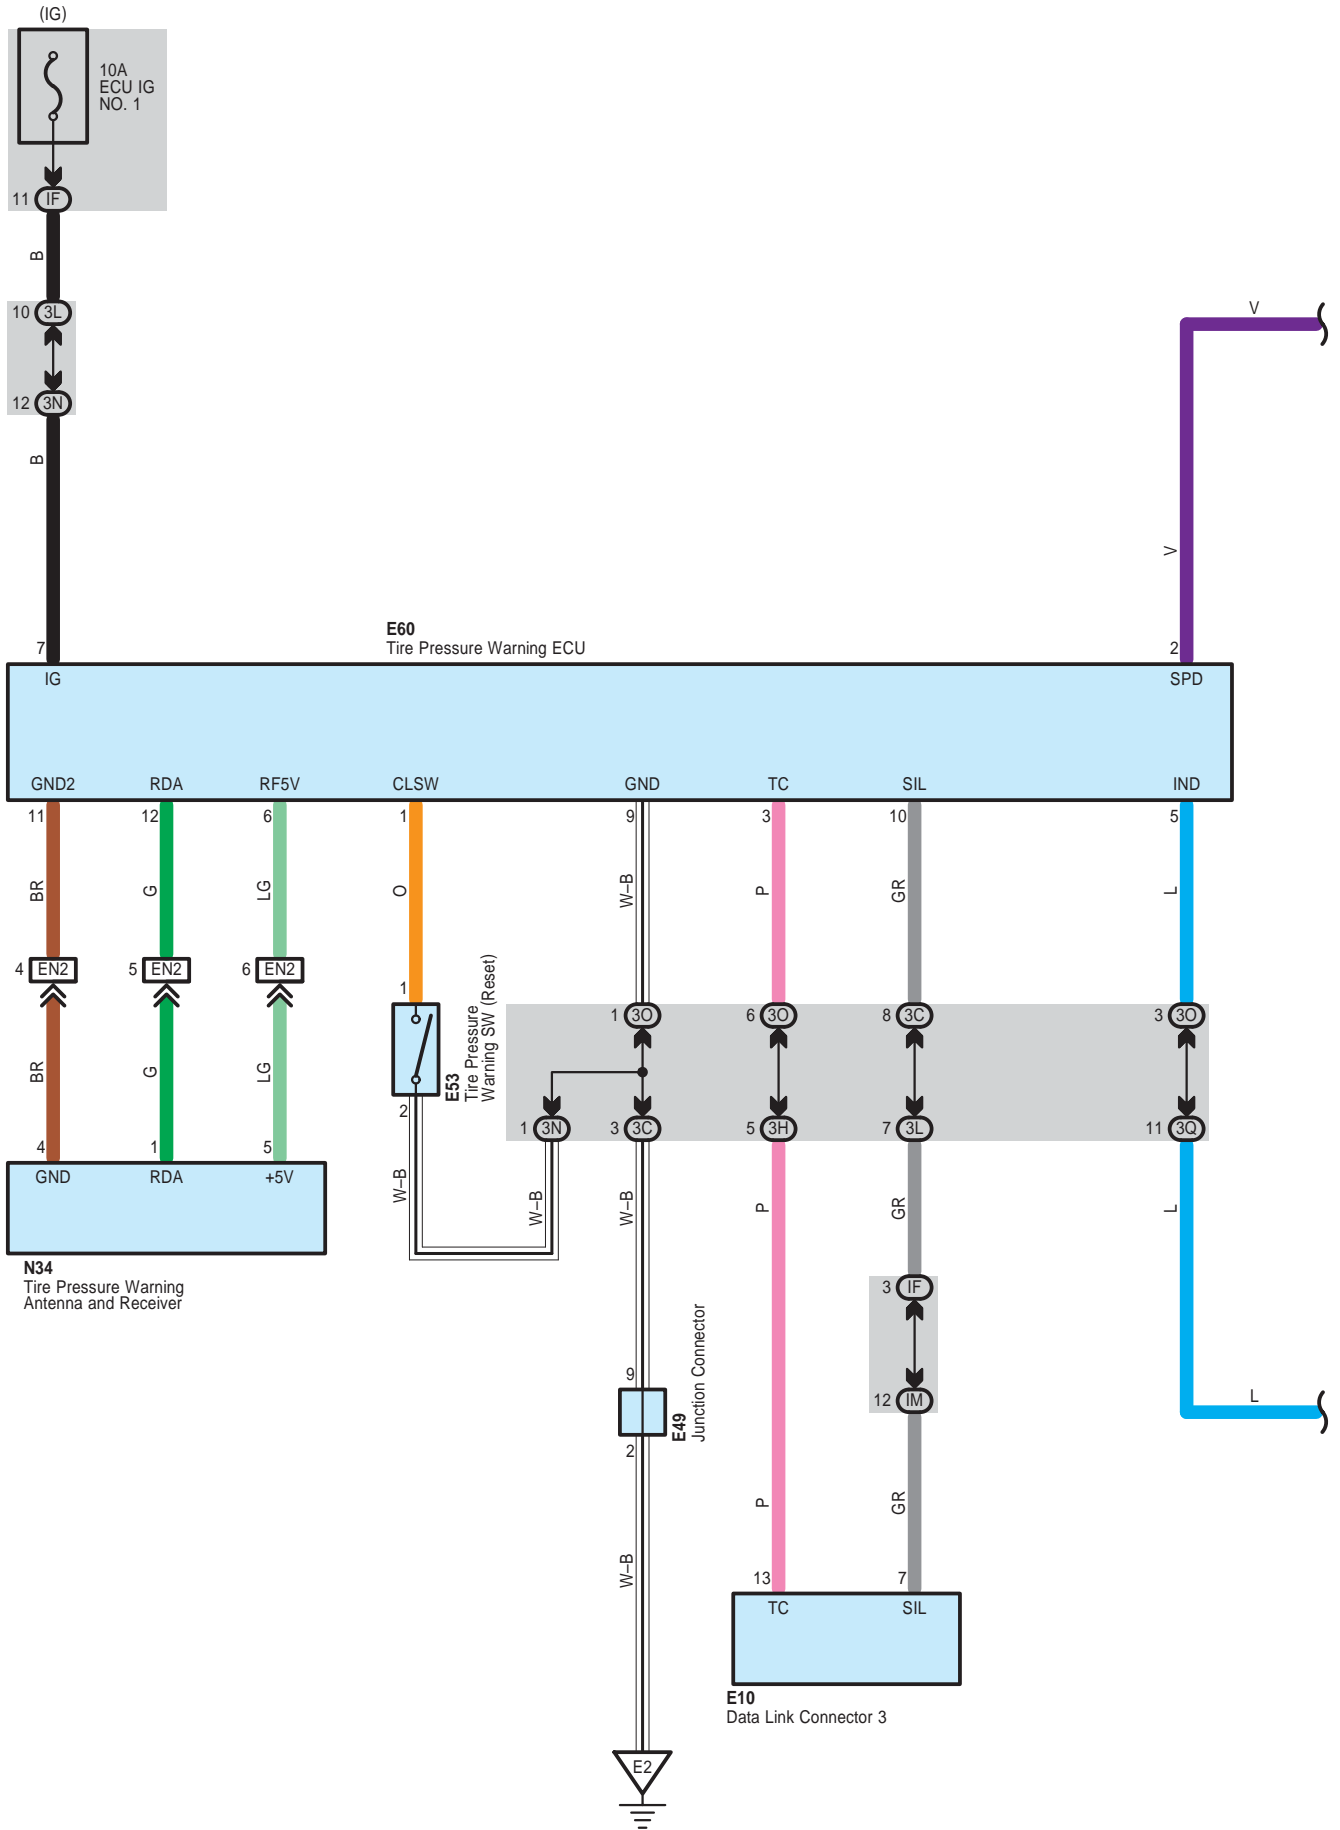 (IG)
10A
ECU IG
NO. 1
11 IF
B
10 3L
12 3N
B
V
V
E60
Tire Pressure Warning ECU
7
2
IG
SPD
GND2 RDA RF5V CLSW GND TC SIL IND
11 12 6 1 9 3 10 5
BR G LG O W–B P GR L
4 EN2 5 EN2 6 EN2
1
E53
Tire Pressure
Warning SW (Reset)
2
1 3O 6 3O 8 3C 3 3O
1 3N 3 3C 5 3H 7 3L 11 3Q
BR G LG
4 1 5
GND RDA +5V
N34
Tire Pressure Warning
Antenna and Receiver
W–B W–B W–B P GR L
3 IF
12 IM
9
E49
Junction Connector
2
L
W–B P GR
13 7
TC SIL
E10
Data Link Connector 3
E2